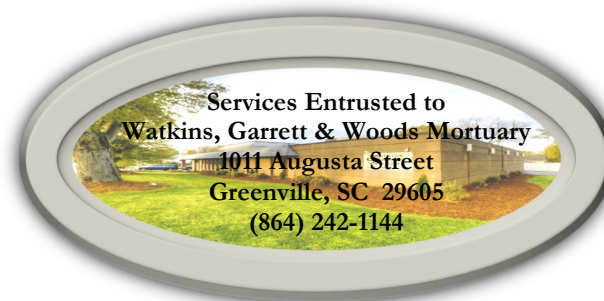 Services Entrusted to
Watkins, Garrett & Woods Mortuary
1011 Augusta Street
Greenville, SC  29605
(864) 242-1144